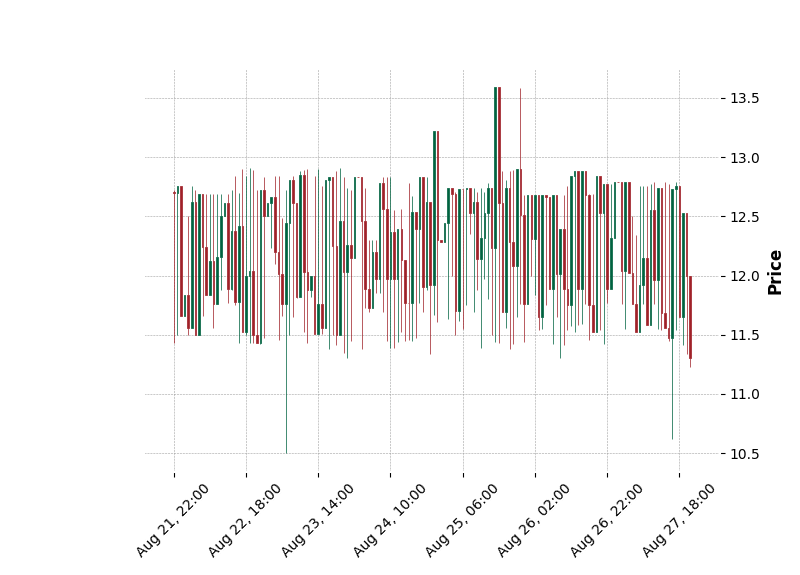 13.5
13.0
12.5
12.0
11.5
11.0
10.5
Price
Aug 21, 22:00
Aug 22, 18:00
Aug 23, 14:00
Aug 24, 10:00
Aug 25, 06:00
Aug 26, 02:00
Aug 26, 22:00
Aug 27, 18:00